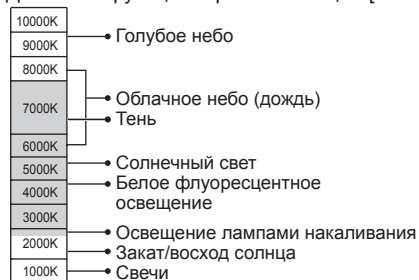 10000K
9000K
Голубое небо
8000K
Облачное небо (дождь)
7000K
Тень
6000K
5000K
Солнечный свет
4000K
Белое флуоресцентное
освещение
3000K
Освещение лампами накаливания
2000K
Закат/восход солнца
1000K
Свечи